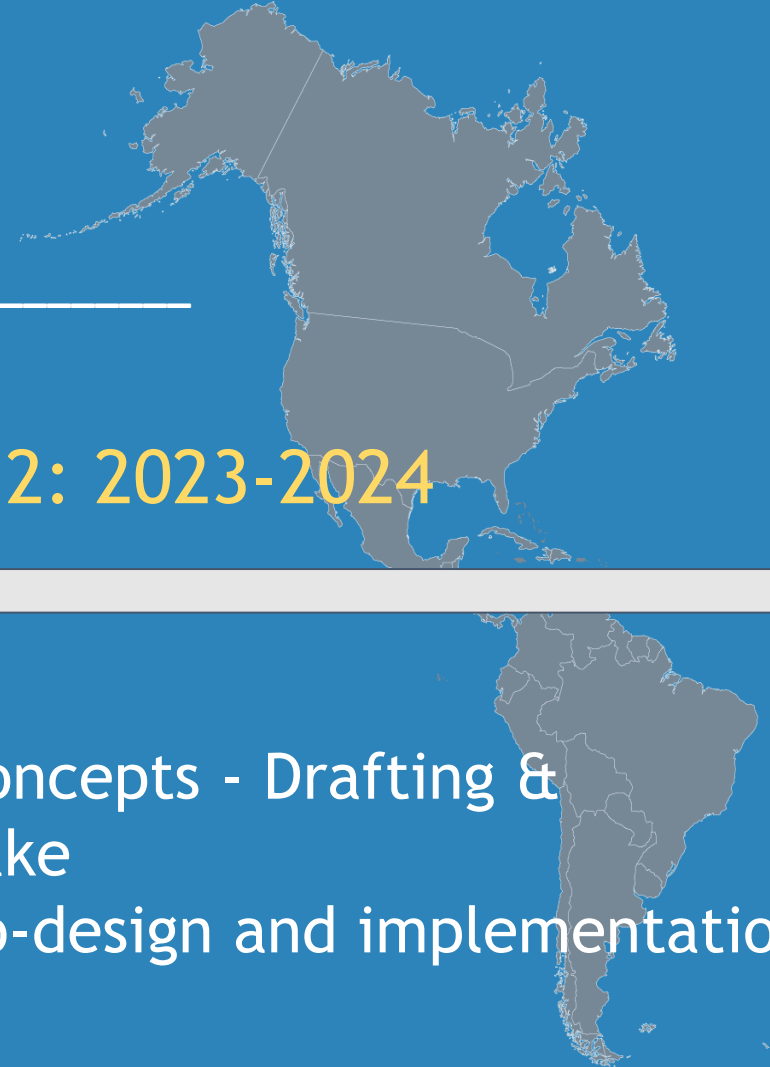 2: 2023-2024
oncepts - Drafting &
ke
o-design and implementatio